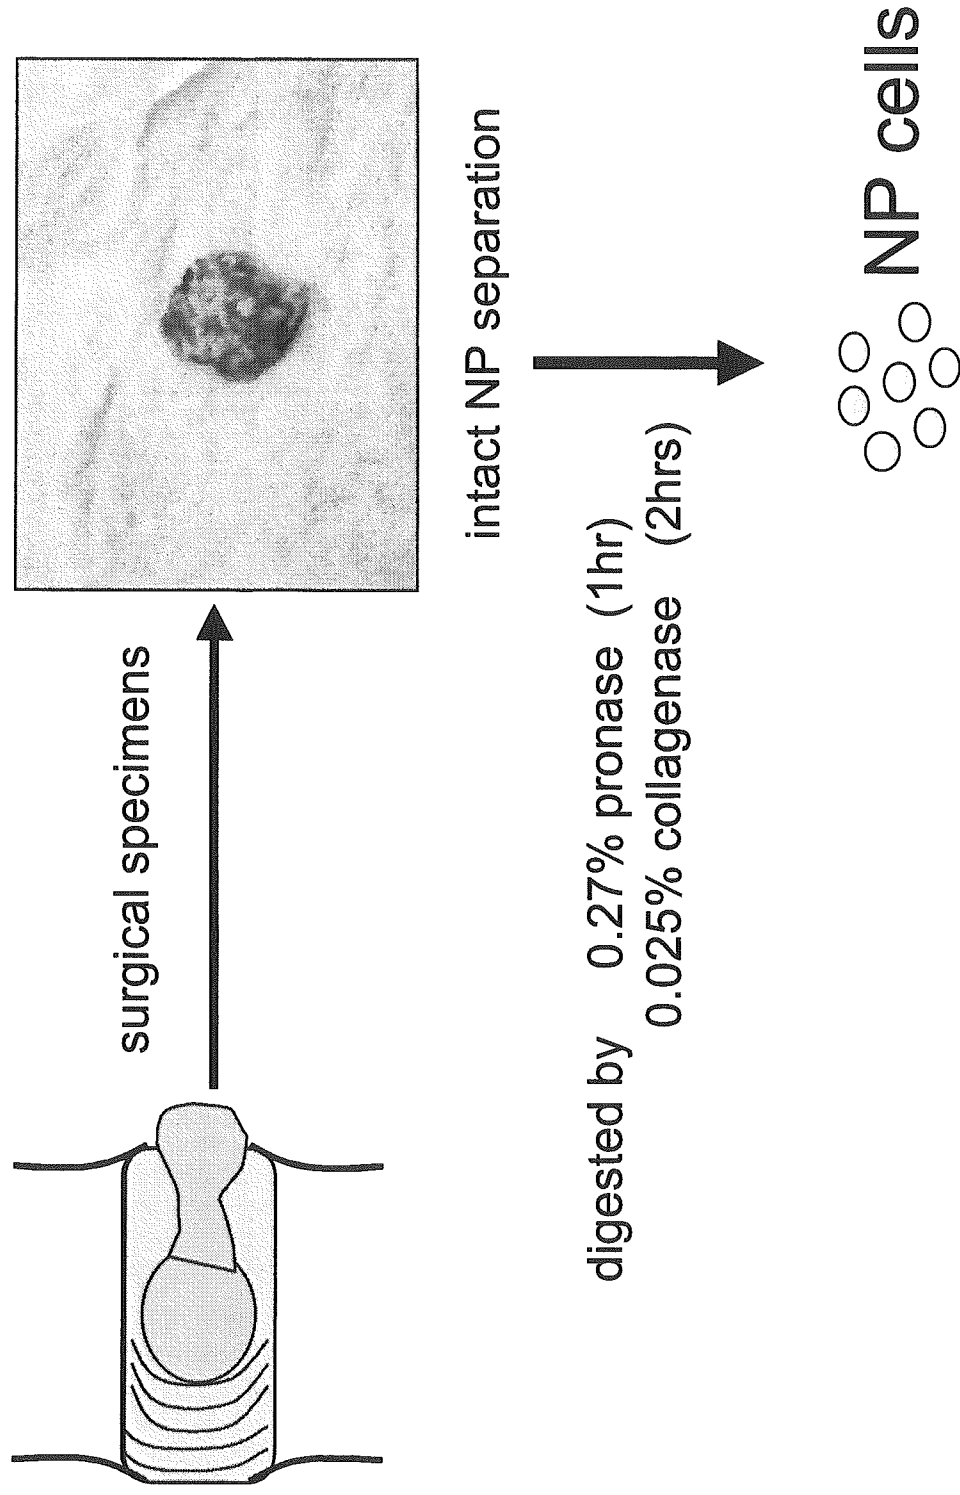 surgical specimens
intact NP separation
digested by 0.27% pronase (1hr)
0.025% collagenase (2hrs)
NP cells